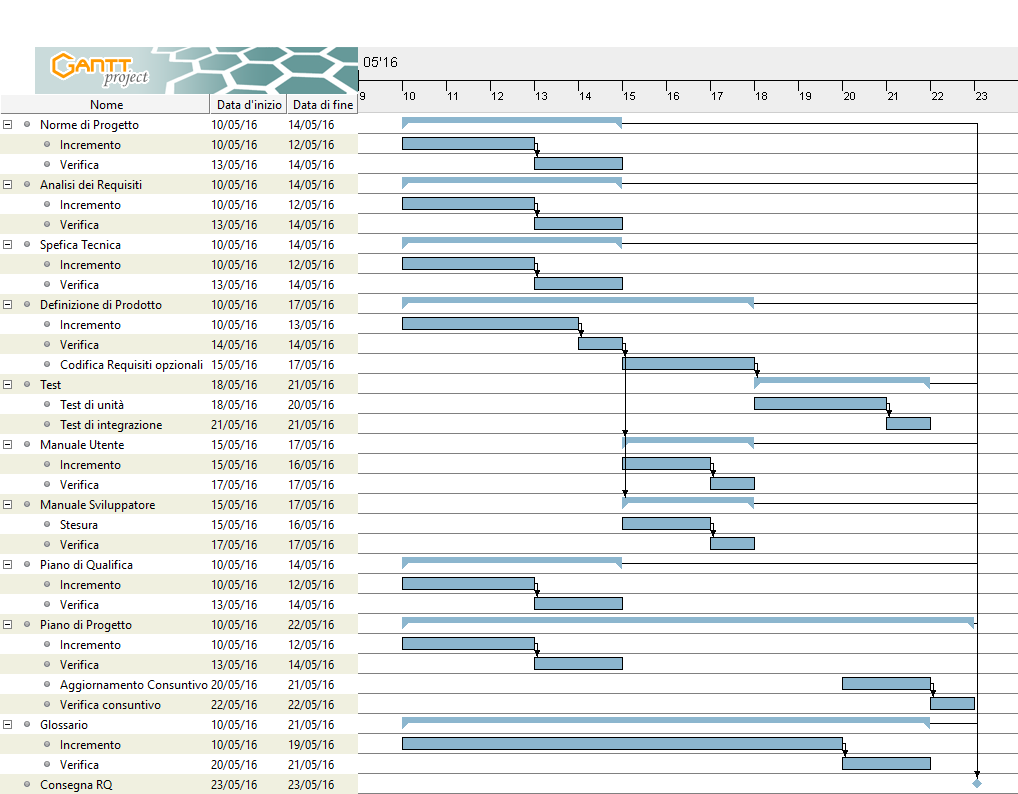 GANTT
project
05'16
9 10 11 12 13 14 15 16 17 18 19 20 21 22 23
Nome Data d'inizio Data di fine
Norme di Progetto 10/05/16 14/05/16
Incremento 10/05/16 12/05/16
Verifica 13/05/16 14/05/16
Analisi dei Requisiti 10/05/16 14/05/16
Incremento 10/05/16 12/05/16
Verifica 13/05/16 14/05/16
Spefica Tecnica 10/05/16 14/05/16
Incremento 10/05/16 12/05/16
Verifica 13/05/16 14/05/16
Definizione di Prodotto 10/05/16 17/05/16
Incremento 10/05/16 13/05/16
Verifica 14/05/16 14/05/16
Codifica Requisiti opzionali 15/05/16 17/05/16
Test 18/05/16 21/05/16
Test di unità 18/05/16 20/05/16
Test di integrazione 21/05/16 21/05/16
Manuale Utente 15/05/16 17/05/16
Incremento 15/05/16 16/05/16
Verifica 17/05/16 17/05/16
Manuale Sviluppatore 15/05/16 17/05/16
Stesura 15/05/16 16/05/16
Verifica 17/05/16 17/05/16
Piano di Qualifica 10/05/16 14/05/16
Incremento 10/05/16 12/05/16
Verifica 13/05/16 14/05/16
Piano di Progetto 10/05/16 22/05/16
Incremento 10/05/16 12/05/16
Verifica 13/05/16 14/05/16
Aggiornamento Consuntivo 20/05/16 21/05/16
Verifica consuntivo 22/05/16 22/05/16
Glossario 10/05/16 21/05/16
Incremento 10/05/16 19/05/16
Verifica 20/05/16 21/05/16
Consegna RQ 23/05/16 23/05/16